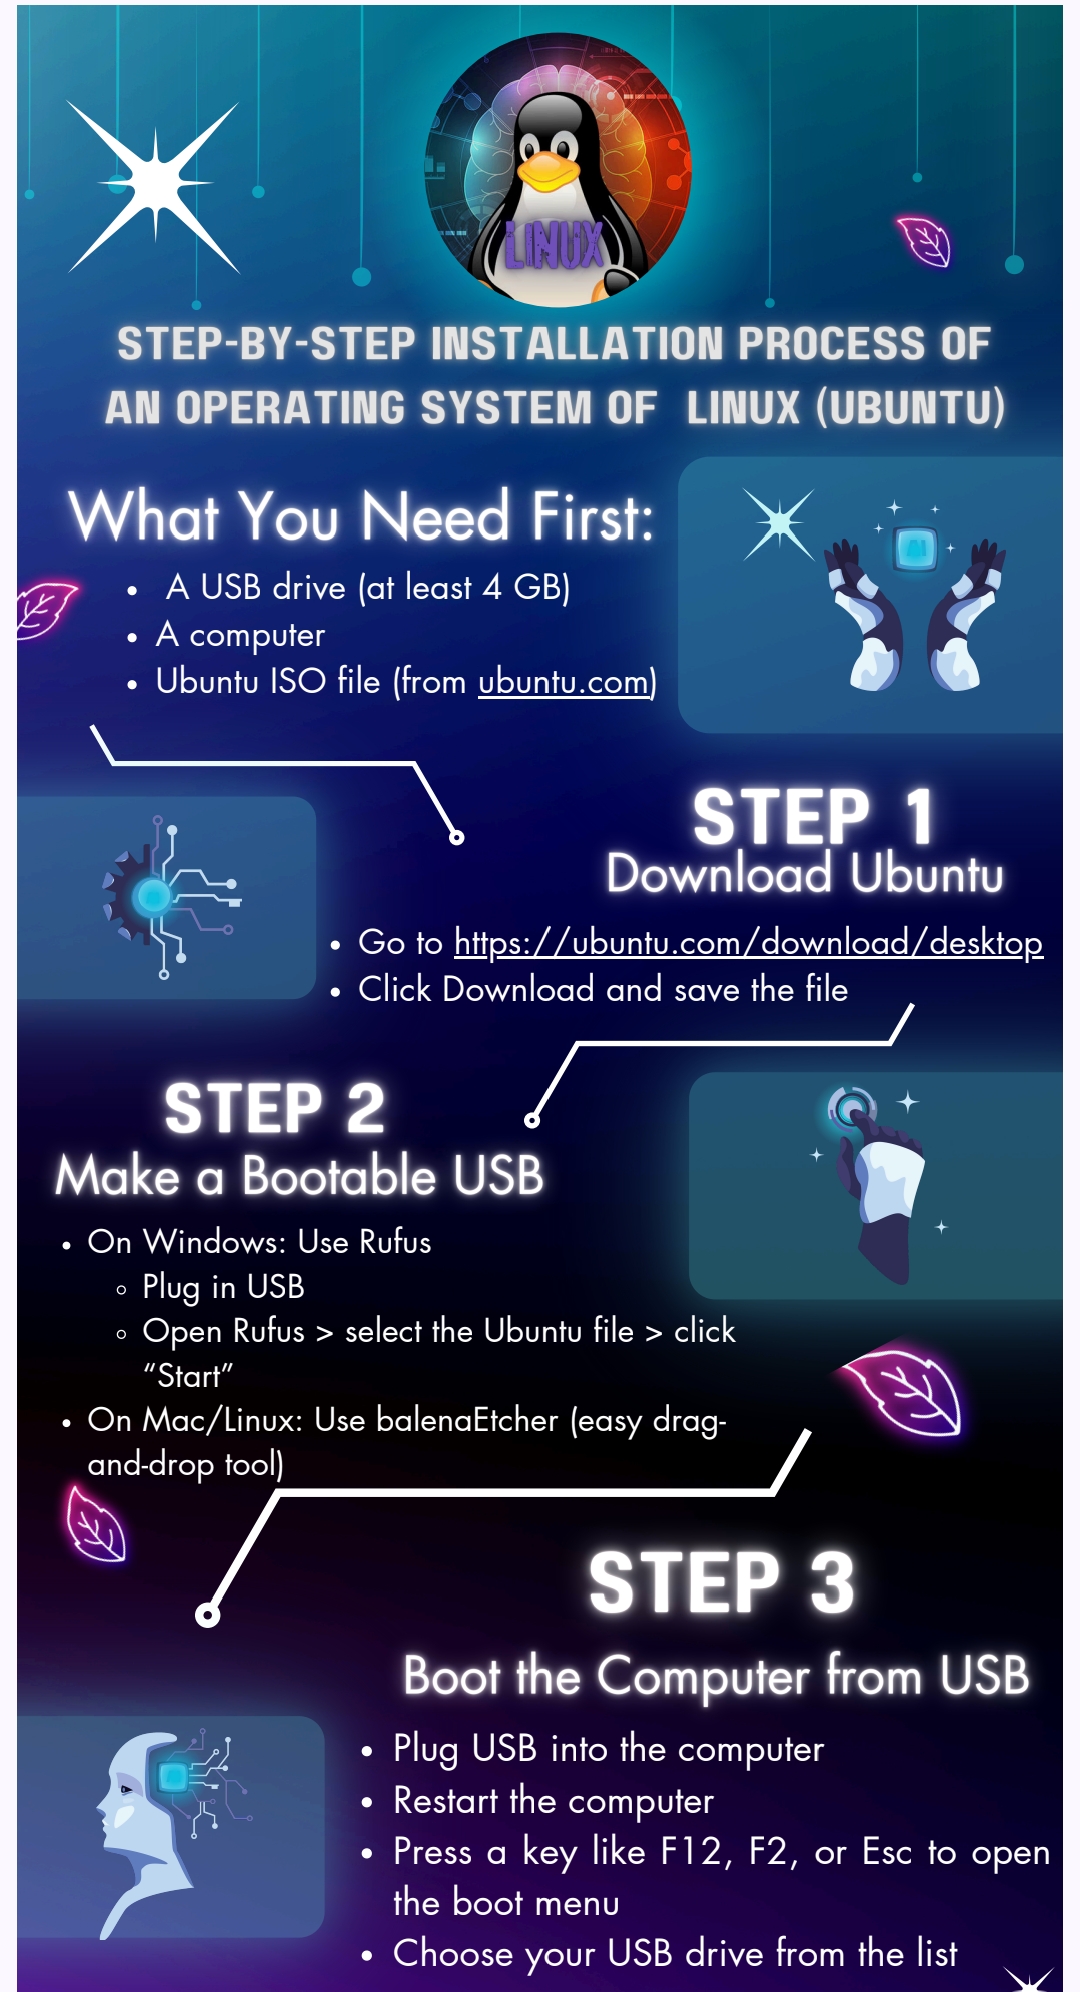 LINUX
STEP-BY-STEP INSTALLATION PROCESS OF
AN OPERATING SYSTEM OF LINUX (UBUNTU)
What You Need First:
• A USB drive (at least 4 GB)
• A computer
• Ubuntu ISO file (from ubuntu.com)
STEP 1
Download Ubuntu
• Go to https://ubuntu.com/download/desktop
• Click Download and save the file
STEP 2
Make a Bootable USB
• On Windows: Use Rufus
◦ Plug in USB
◦ Open Rufus > select the Ubuntu file > click
“Start”
• On Mac/Linux: Use balenaEtcher (easy drag-
and-drop tool)
STEP 3
Boot the Computer from USB
• Plug USB into the computer
• Restart the computer
• Press a key like F12, F2, or Esc to open
the boot menu
• Choose your USB drive from the list